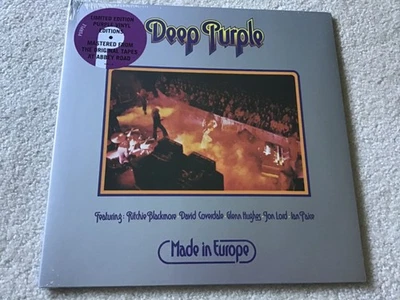 LIMITED EDITION
PURPLE VINYL
EDITIONS
MASTERED FROM
THE ORIGINAL TAPES
AT ABBEY ROAD
Deep Purple
Featuring: Ritchie Blackmore David Coverdale Glenn Hughes Jon Lord Ian Paice
Made in Europe